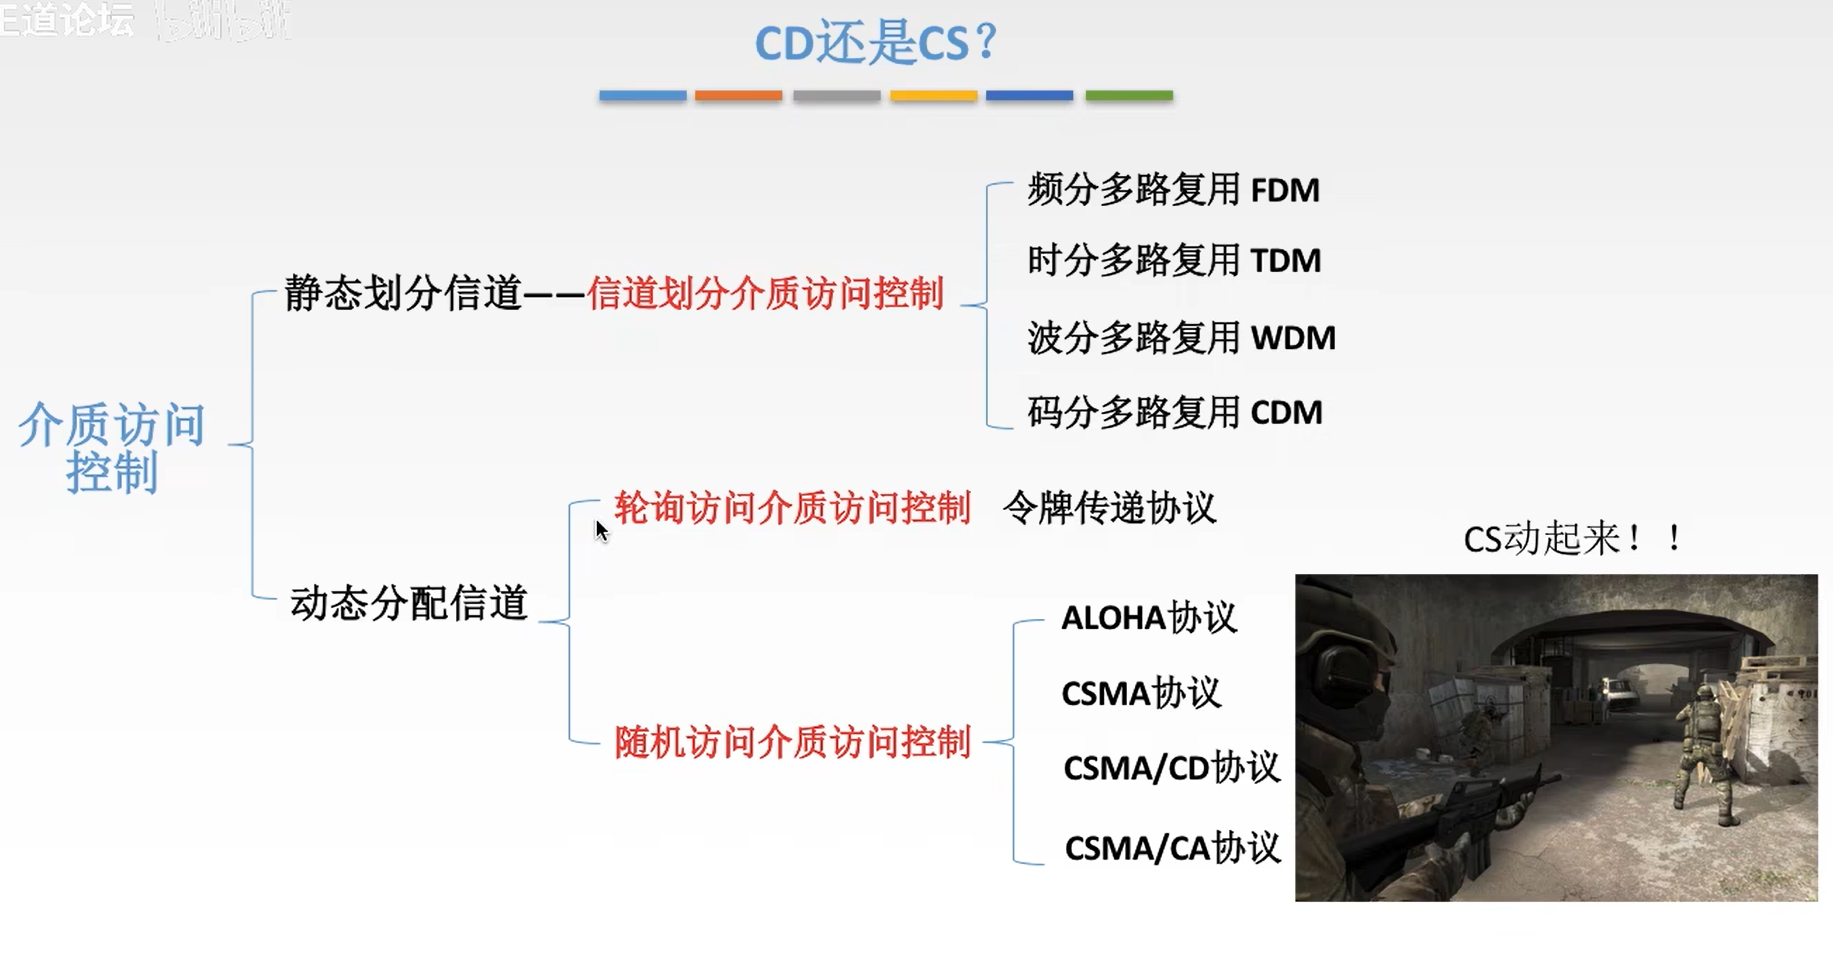 王道论坛 bilibili
CD还是CS？
频分多路复用 FDM
时分多路复用 TDM
静态划分信道——信道划分介质访问控制
波分多路复用 WDM
码分多路复用 CDM
介质访问
控制
轮询访问介质访问控制 令牌传递协议
CS动起来！！
动态分配信道
ALOHA协议
CSMA协议
随机访问介质访问控制
CSMA/CD协议
CSMA/CA协议